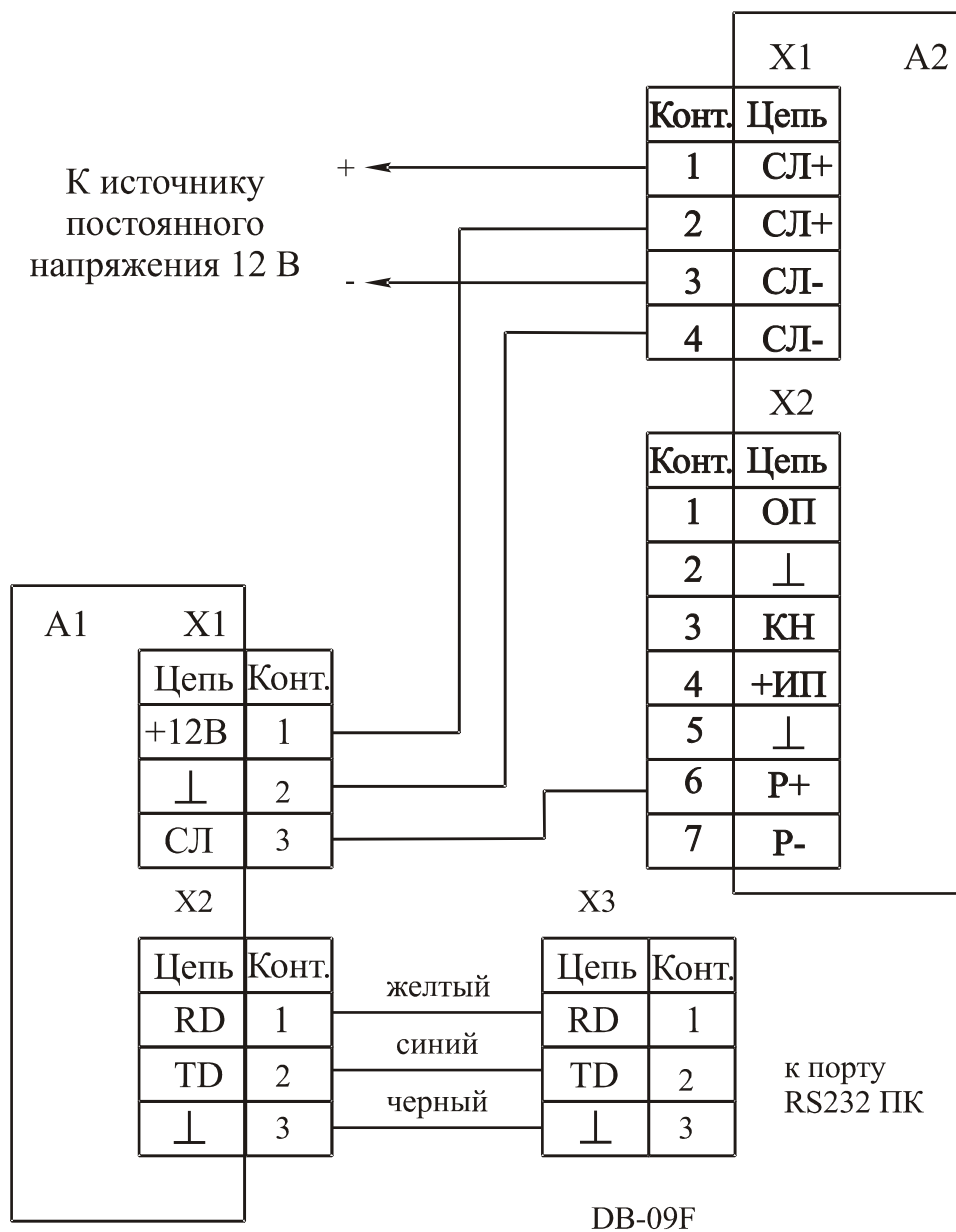 X1 A2
Конт. Цепь
1 СЛ+
2 СЛ+
3 СЛ-
4 СЛ-
К источнику
постоянного
напряжения 12 В
+
-
X2
Конт. Цепь
1 ОП
2 ⊥
3 КН
4 +ИП
5 ⊥
6 Р+
7 Р-
А1 X1
Цепь Конт.
+12В 1
⊥ 2
СЛ 3
X2
Цепь Конт.
RD 1
TD 2
⊥ 3
желтый
синий
черный
X3
Цепь Конт.
RD 1
TD 2
⊥ 3
к порту
RS232 ПК
DB-09F